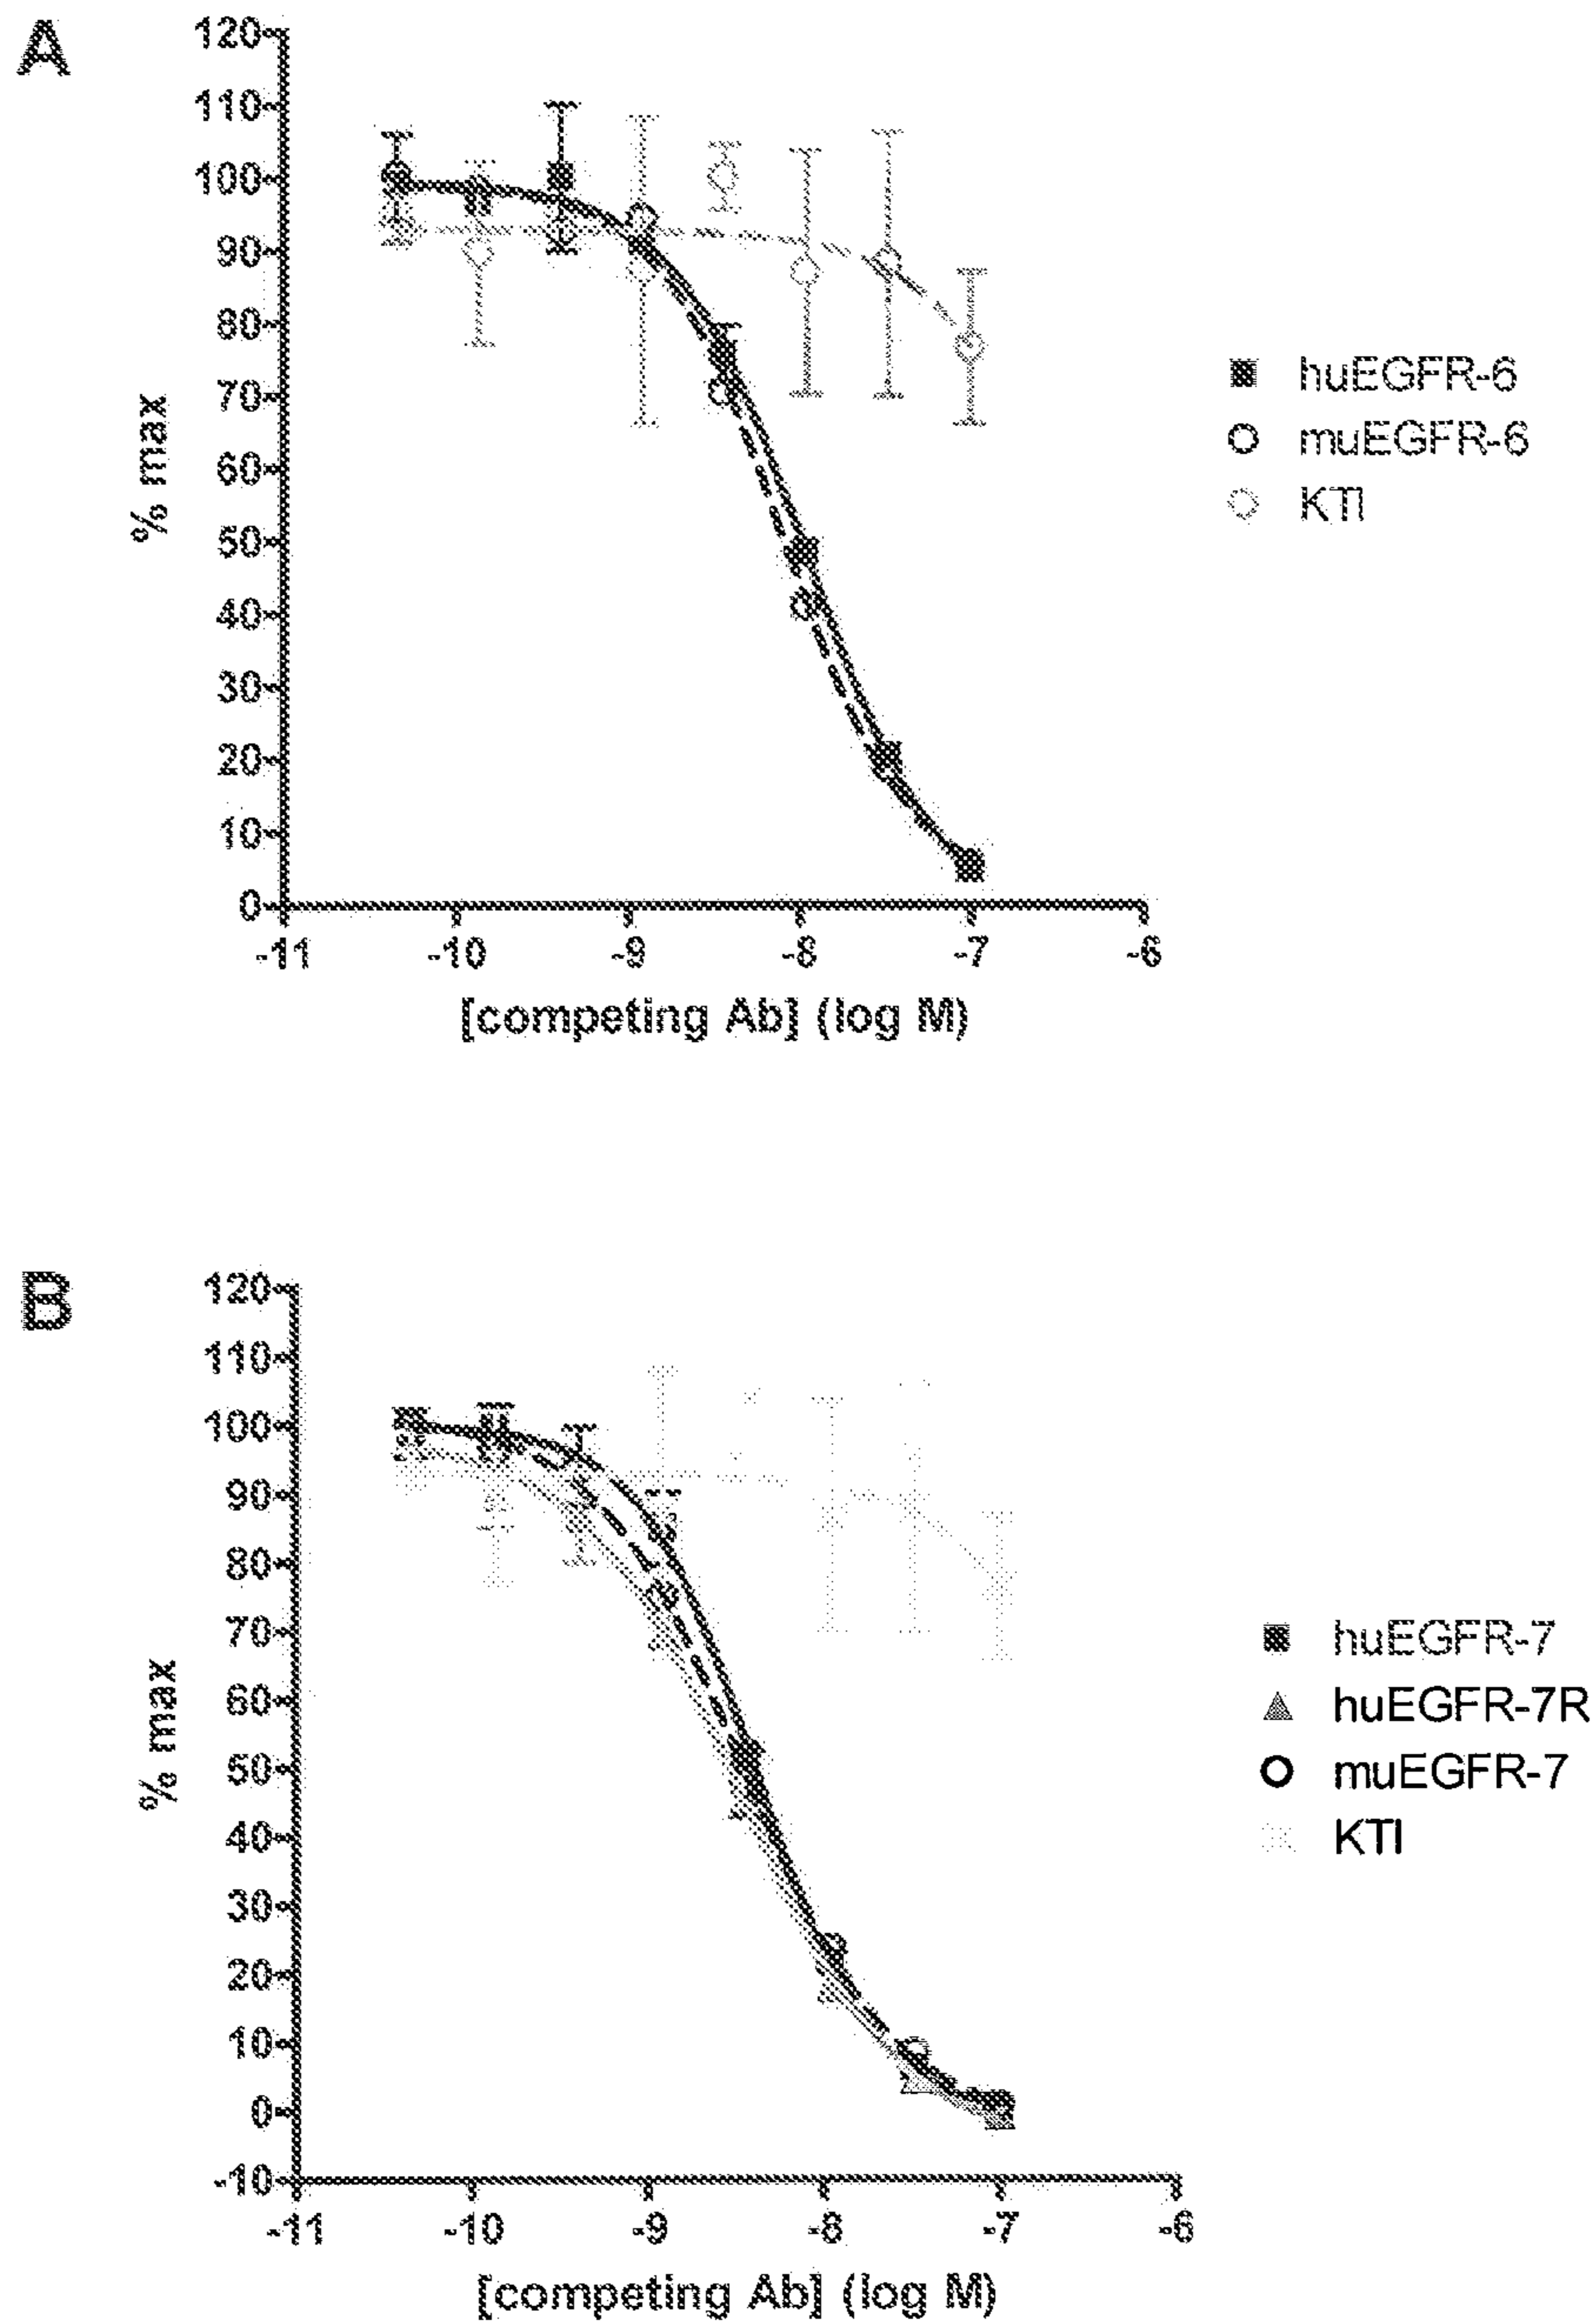 A
120
110
100
90
80
70
60
50
40
30
20
10
0
% max
-11 -10 -9 -8 -7 -6
[competing Ab] (log M)
huEGFR-6
muEGFR-6
KTI
B
120
110
100
90
80
70
60
50
40
30
20
10
0
-10
% max
-11 -10 -9 -8 -7 -6
[competing Ab] (log M)
huEGFR-7
huEGFR-7R
muEGFR-7
KTI